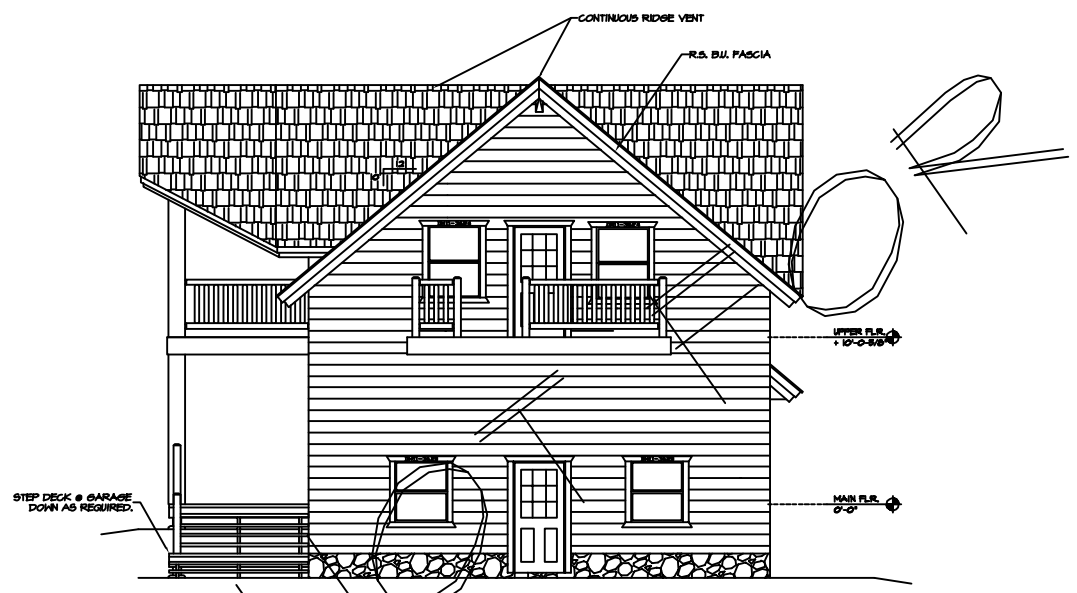 CONTINUOUS RIDGE VENT
R.S. B.U. FASCIA
12
UPPER FLR.
+ 10'-0-5/8"
STEP DECK @ GARAGE
DOWN AS REQUIRED.
MAIN FLR.
0'-0"